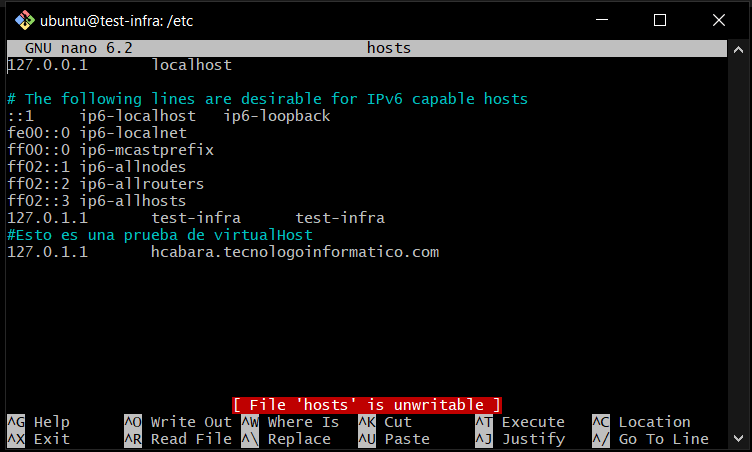 ubuntu@test-infra: /etc
GNU nano 6.2 hosts
127.0.0.1 localhost
# The following lines are desirable for IPv6 capable hosts
::1 ip6-localhost ip6-loopback
fe00::0 ip6-localnet
ff00::0 ip6-mcastprefix
ff02::1 ip6-allnodes
ff02::2 ip6-allrouters
ff02::3 ip6-allhosts
127.0.1.1 test-infra test-infra
#Esto es una prueba de virtualHost
127.0.1.1 hcabara.tecnologoinformatico.com
[ File 'hosts' is unwritable ]
^G Help ^O Write Out ^W Where Is ^K Cut ^T Execute ^C Location
^X Exit ^R Read File ^\ Replace ^U Paste ^J Justify ^/ Go To Line